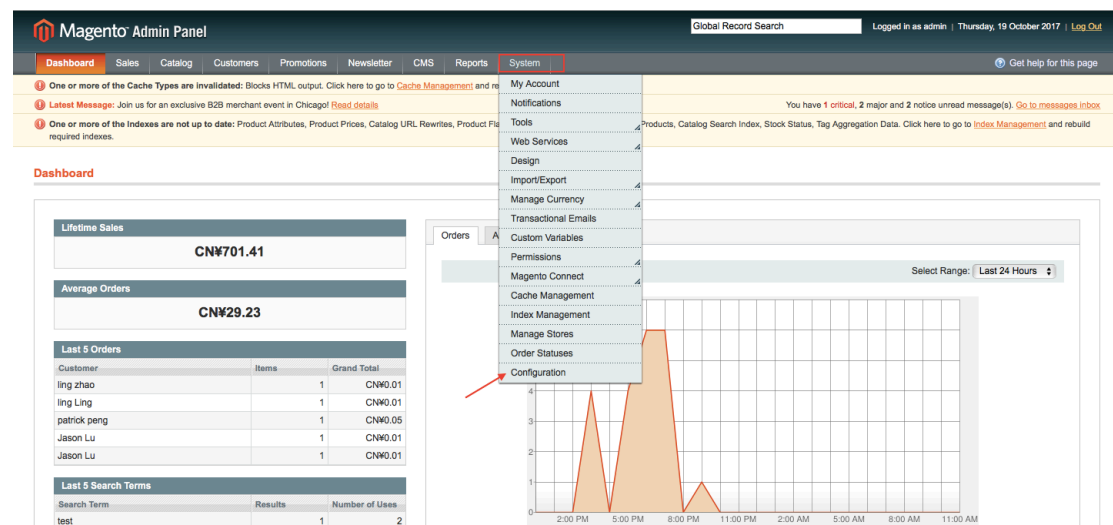 Magento Admin Panel
Global Record Search
Logged in as admin | Thursday, 19 October 2017 | Log Out
Dashboard Sales Catalog Customers Promotions Newsletter CMS Reports System
Get help for this page
One or more of the Cache Types are invalidated: Blocks HTML output. Click here to go to Cache Management and re
Latest Message: Join us for an exclusive B2B merchant event in Chicago! Read details
You have 1 critical, 2 major and 2 notice unread message(s). Go to messages inbox
One or more of the Indexes are not up to date: Product Attributes, Product Prices, Catalog URL Rewrites, Product Fla Products, Catalog Search Index, Stock Status, Tag Aggregation Data. Click here to go to Index Management and rebuild
required indexes.
My Account
Notifications
Tools
Web Services
Design
Import/Export
Manage Currency
Transactional Emails
Custom Variables
Permissions
Magento Connect
Cache Management
Index Management
Manage Stores
Order Statuses
Configuration
Dashboard
Lifetime Sales
CN¥701.41
Average Orders
CN¥29.23
Last 5 Orders
Customer Items Grand Total
ling zhao 1 CN¥0.01
ling Ling 1 CN¥0.01
patrick peng 1 CN¥0.05
Jason Lu 1 CN¥0.01
Jason Lu 1 CN¥0.01
Last 5 Search Terms
Search Term Results Number of Uses
test 1 2
Orders A
Select Range: Last 24 Hours
4
3
2
1
0
2:00 PM 5:00 PM 8:00 PM 11:00 PM 2:00 AM 5:00 AM 8:00 AM 11:00 AM